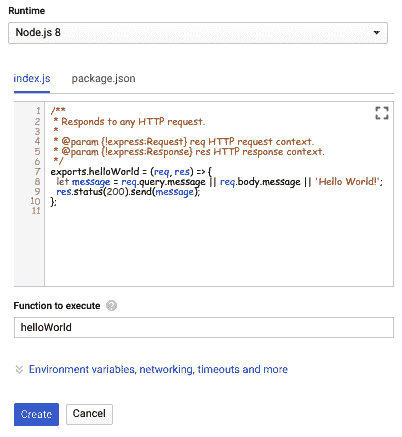 Runtime
Node.js 8
index.js package.json
1 /**
2 * Responds to any HTTP request.
3 *
4 * @param {!express:Request} req HTTP request context.
5 * @param {!express:Response} res HTTP response context.
6 */
7 exports.helloWorld = (req, res) => {
8 let message = req.query.message || req.body.message || 'Hello World!';
9 res.status(200).send(message);
10 };
11
Function to execute ?
helloWorld
Environment variables, networking, timeouts and more
Create Cancel